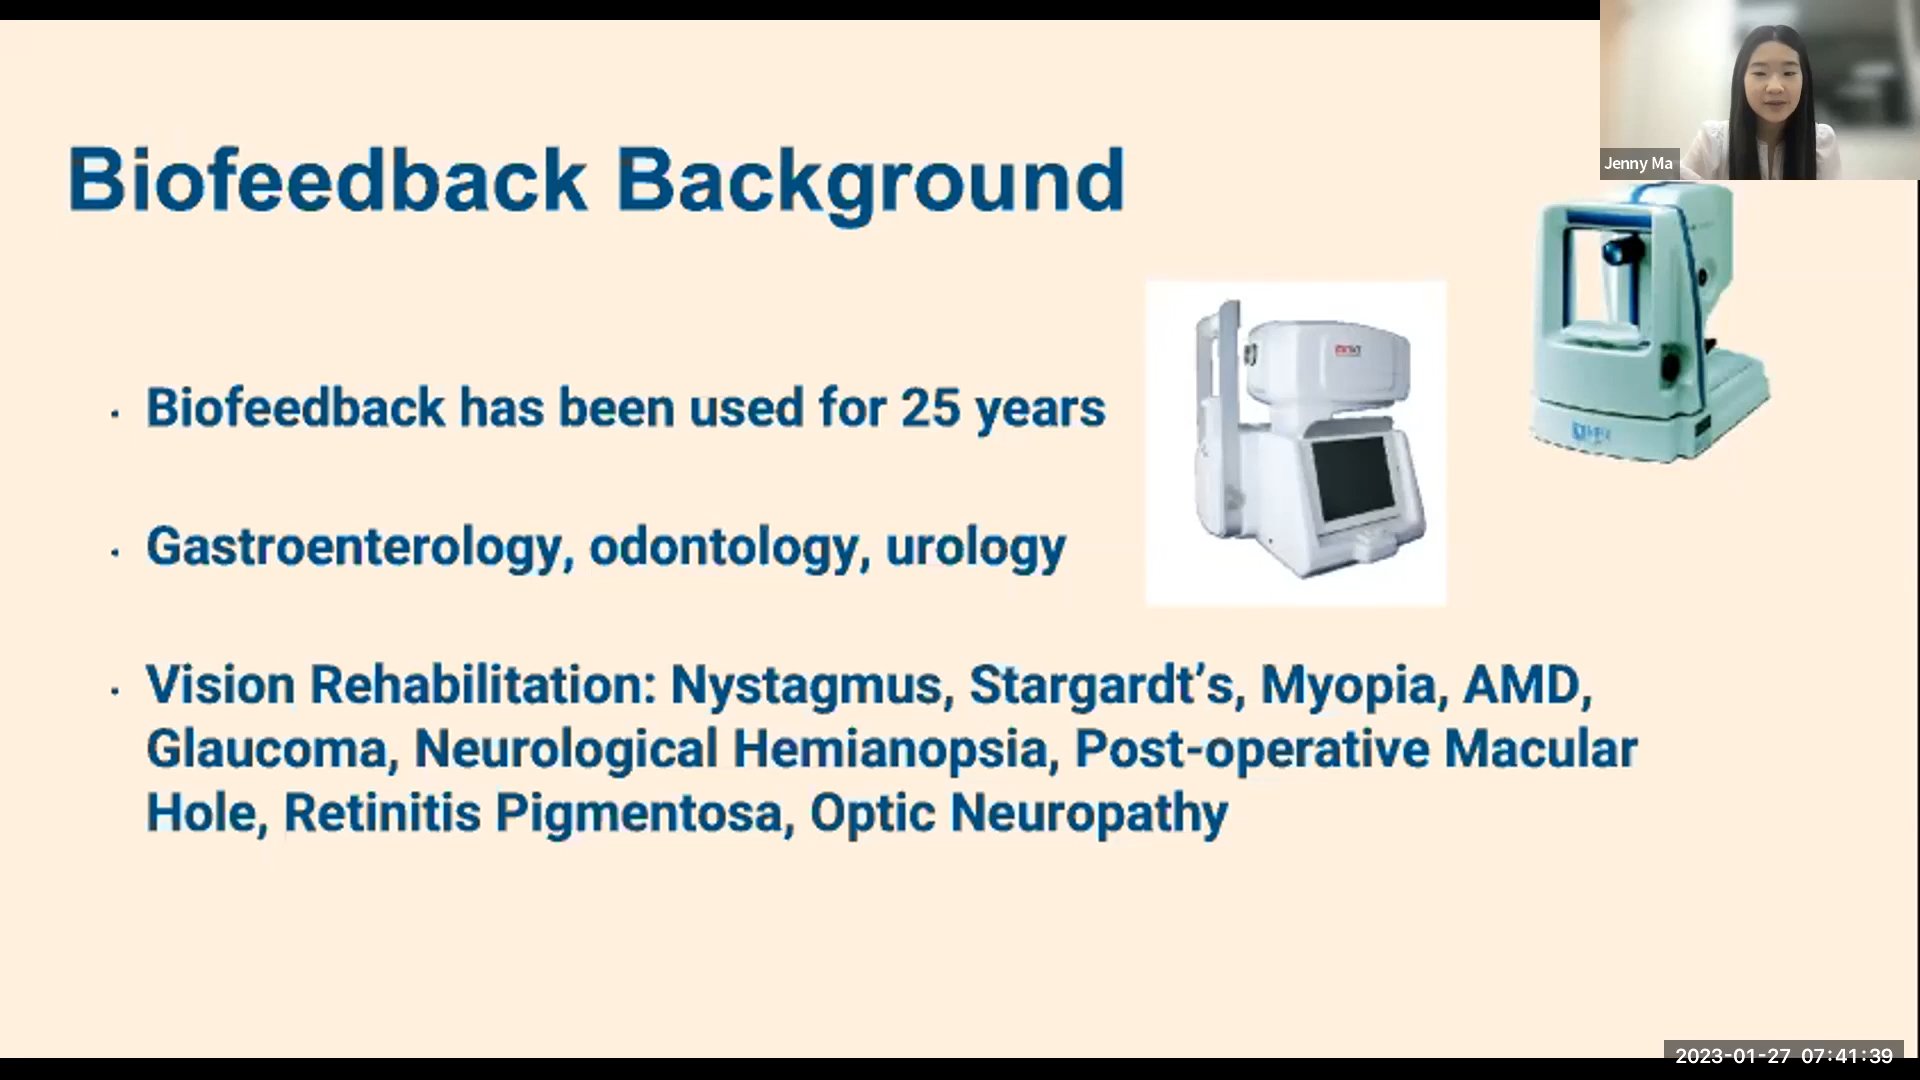 Jenny Ma
Biofeedback Background
· Biofeedback has been used for 25 years
· Gastroenterology, odontology, urology
· Vision Rehabilitation: Nystagmus, Stargardt’s, Myopia, AMD,
Glaucoma, Neurological Hemianopsia, Post-operative Macular
Hole, Retinitis Pigmentosa, Optic Neuropathy
2023-01-27 07:41:39